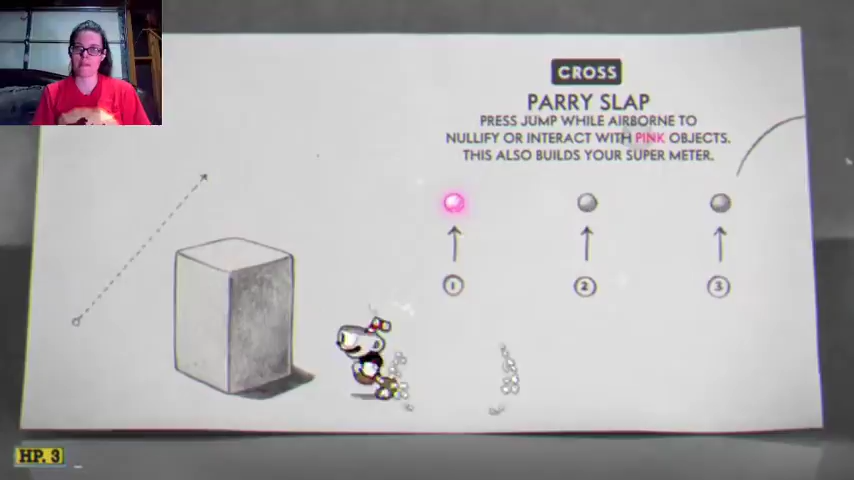 CROSS
PARRY SLAP
PRESS JUMP WHILE AIRBORNE TO
NULLIFY OR INTERACT WITH PINK OBJECTS.
THIS ALSO BUILDS YOUR SUPER METER.
1 2 3
HP. 3